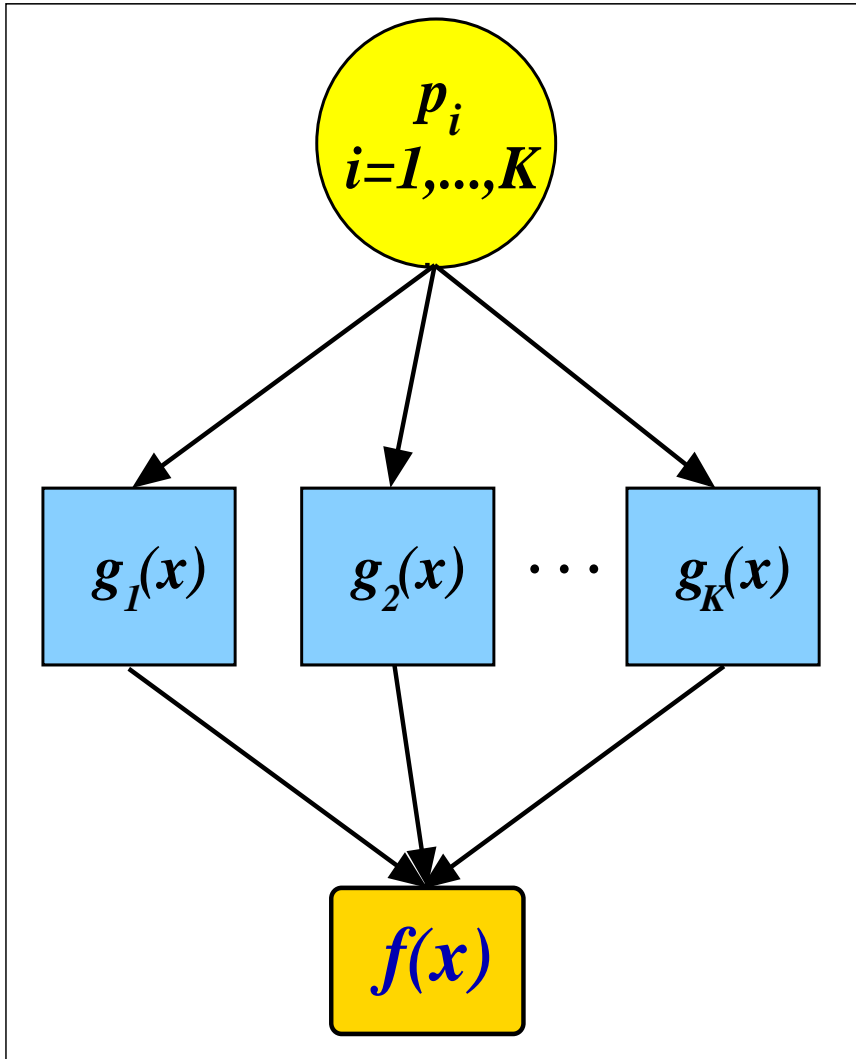 p_i
i=1,...,K
g_1(x)
g_2(x)
. . .
g_K(x)
f(x)